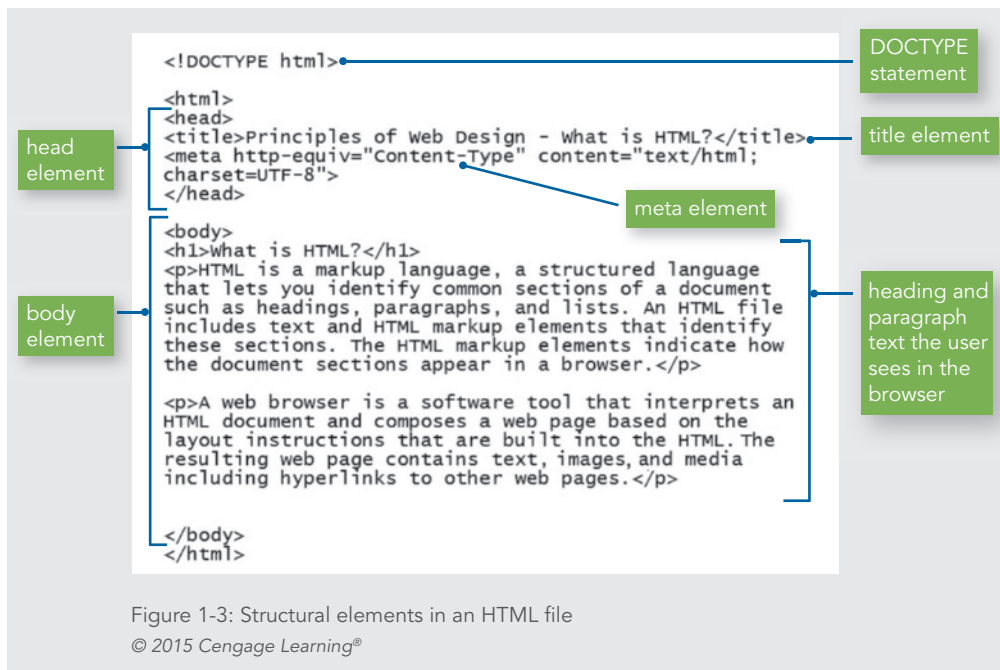 <!DOCTYPE html>
DOCTYPE
statement
<html>
<head>
<title>Principles of Web Design - What is HTML?</title>
<meta http-equiv="Content-Type" content="text/html;
charset=UTF-8">
</head>
head
element
title element
meta element
<body>
<h1>What is HTML?</h1>
<p>HTML is a markup language, a structured language
that lets you identify common sections of a document
such as headings, paragraphs, and lists. An HTML file
includes text and HTML markup elements that identify
these sections. The HTML markup elements indicate how
the document sections appear in a browser.</p>
<p>A web browser is a software tool that interprets an
HTML document and composes a web page based on the
layout instructions that are built into the HTML. The
resulting web page contains text, images, and media
including hyperlinks to other web pages.</p>
</body>
</html>
body
element
heading and
paragraph
text the user
sees in the
browser
Figure 1-3: Structural elements in an HTML file
© 2015 Cengage Learning®